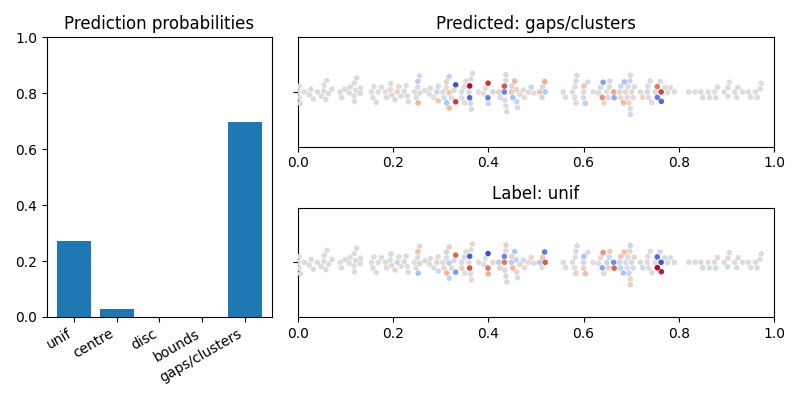 Prediction probabilities
1.0
0.8
0.6
0.4
0.2
0.0
unif
centre
disc
bounds
gaps/clusters
Predicted: gaps/clusters
0.0 0.2 0.4 0.6 0.8 1.0
Label: unif
0.0 0.2 0.4 0.6 0.8 1.0